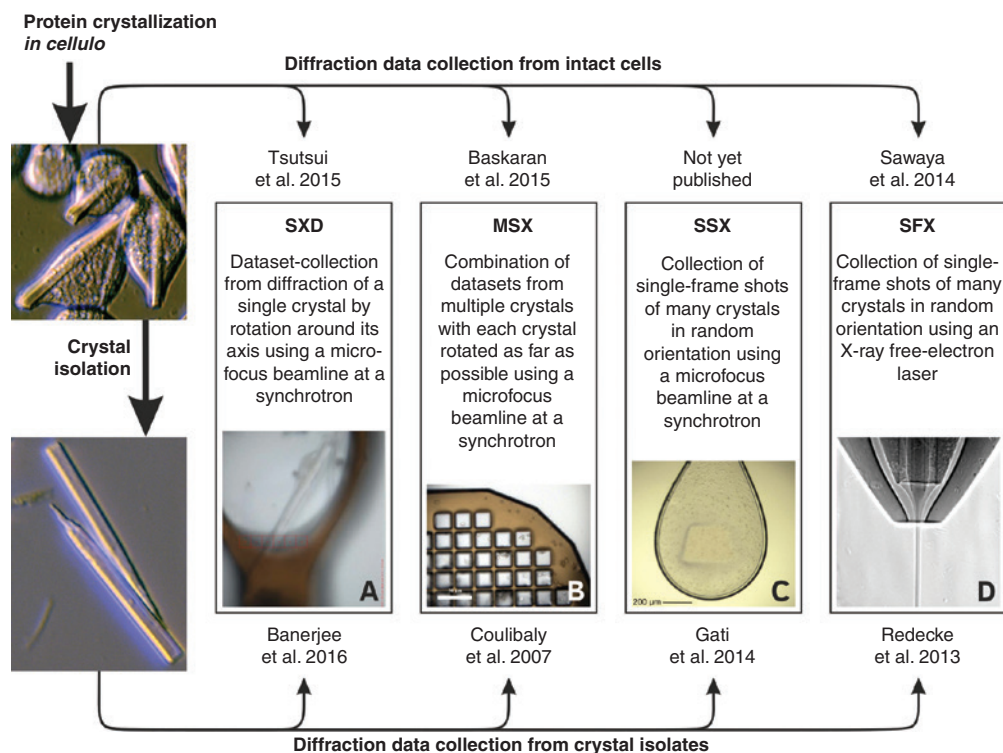 Protein crystallization
in cellulo
Diffraction data collection from intact cells
Tsutsui
et al. 2015
Baskaran
et al. 2015
Not yet
published
Sawaya
et al. 2014
SXD
Dataset-collection
from diffraction of a
single crystal by
rotation around its
axis using a micro-
focus beamline at a
synchrotron
A
MSX
Combination of
datasets from
multiple crystals
with each crystal
rotated as far as
possible using a
microfocus
beamline at a
synchrotron
B
SSX
Collection of
single-frame shots
of many crystals
in random
orientation using
a microfocus
beamline at a
synchrotron
200 µm
C
SFX
Collection of single-
frame shots of many
crystals in random
orientation using an
X-ray free-electron
laser
D
Crystal
isolation
Banerjee
et al. 2016
Coulibaly
et al. 2007
Gati
et al. 2014
Redecke
et al. 2013
Diffraction data collection from crystal isolates